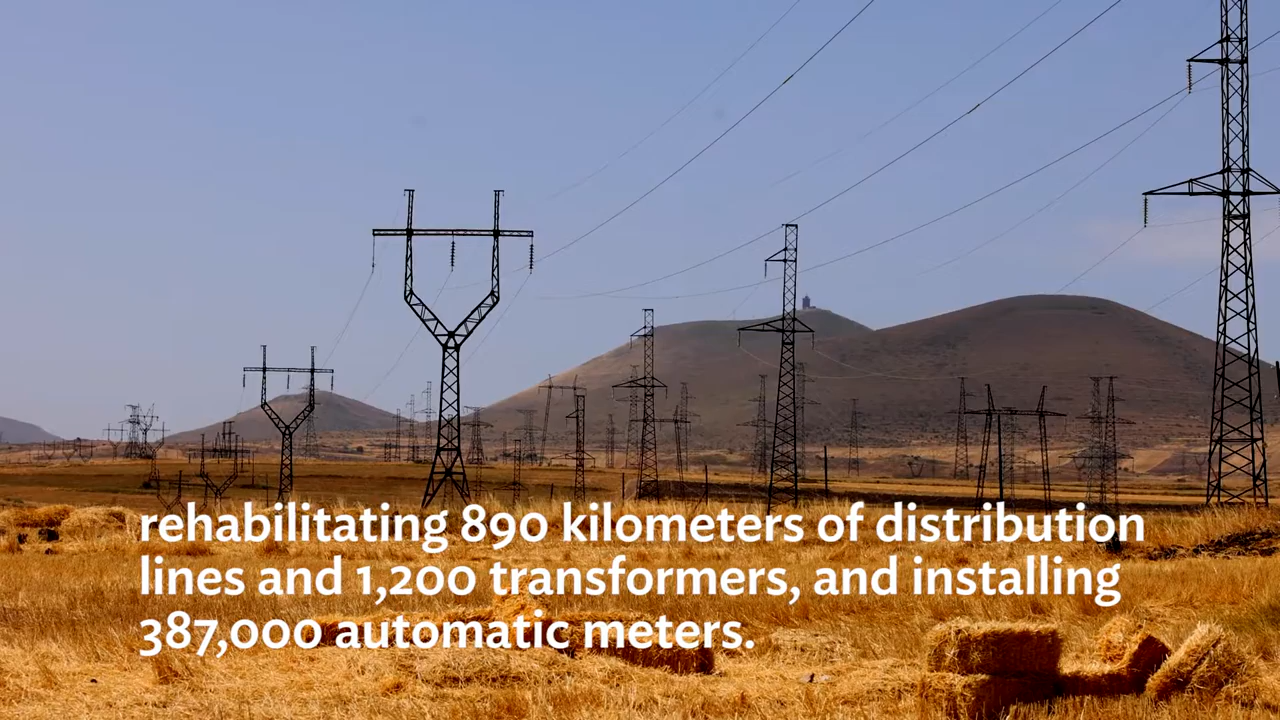 rehabilitating 890 kilometers of distribution
lines and 1,200 transformers, and installing
387,000 automatic meters.